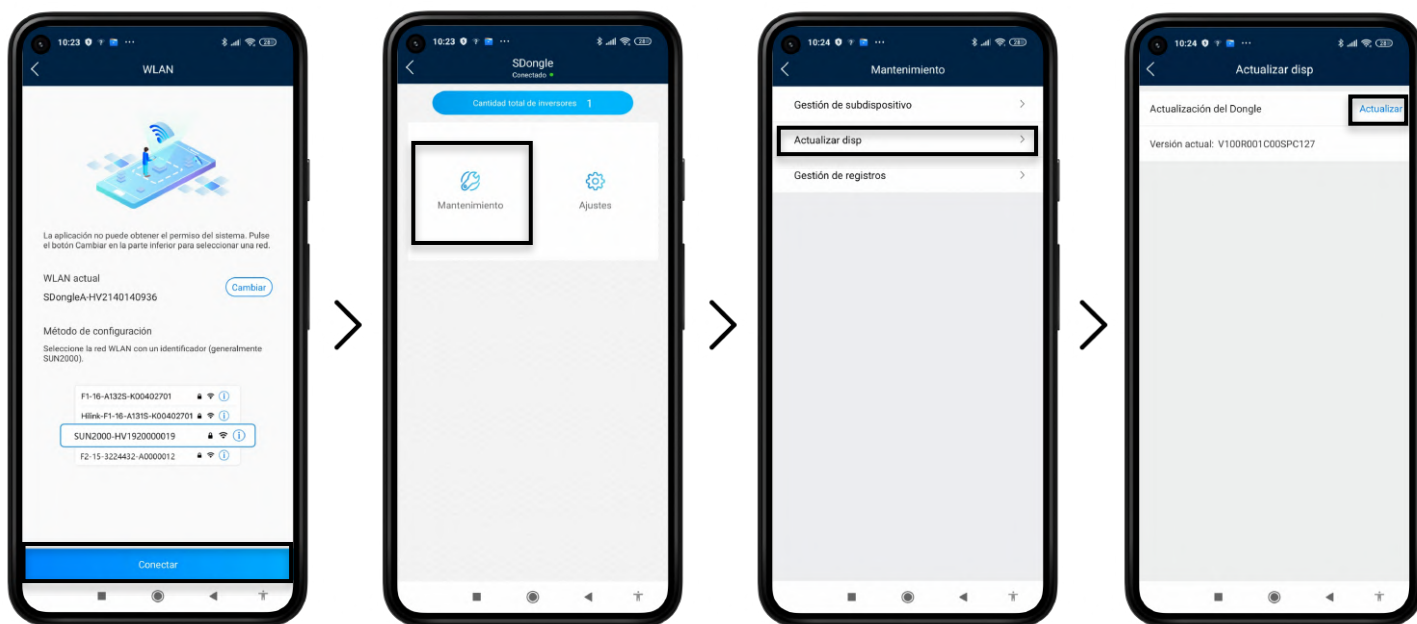 10:23
WLAN
La aplicación no puede obtener el permiso del sistema. Pulse
el botón Cambiar en la parte inferior para seleccionar una red.
WLAN actual
SDongleA-HV2140140936
Cambiar
Método de configuración
Seleccione la red WLAN con un identificador (generalmente
SUN2000).
F1-16-A132S-K00402701
Hilink-F1-16-A131S-K00402701
SUN2000-HV1920000019
F2-15-3224432-A0000012
Conectar
10:23
SDongle
Conectado
Cantidad total de inversores 1
Mantenimiento
Ajustes
10:24
Mantenimiento
Gestión de subdispositivo
Actualizar disp
Gestión de registros
10:24
Actualizar disp
Actualización del Dongle
Actualizar
Versión actual: V100R001C00SPC127